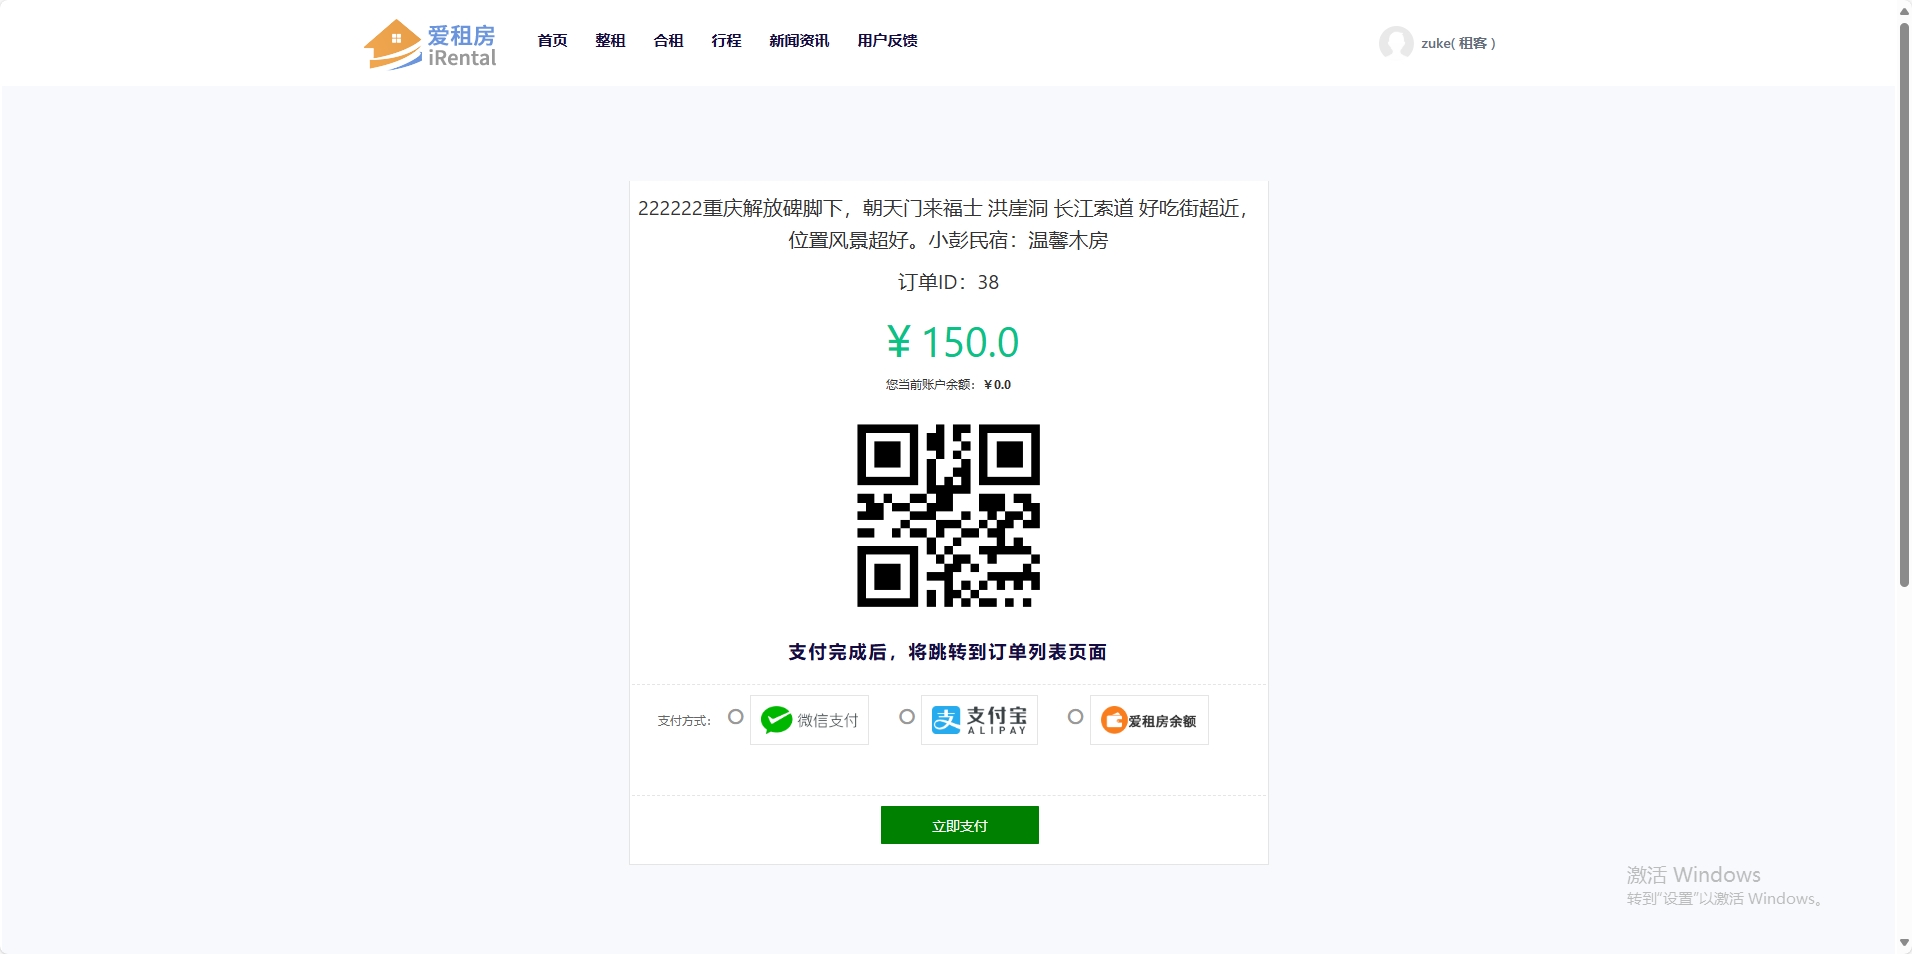 爱租房
iRental
首页 整租 合租 行程 新闻资讯 用户反馈
zuke( 租客 )
222222重庆解放碑脚下，朝天门来福士 洪崖洞 长江索道 好吃街超近，
位置风景超好。小彭民宿：温馨木房
订单ID：38
¥ 150.0
您当前账户余额：¥0.0
支付完成后，将跳转到订单列表页面
支付方式： 微信支付 支付宝 ALIPAY 爱租房余额
立即支付
激活 Windows
转到"设置"以激活 Windows。